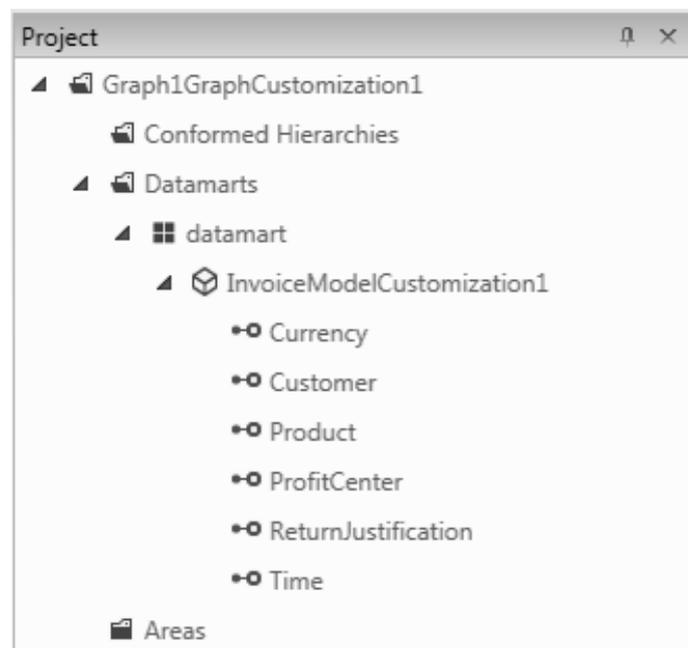 Project
Graph1GraphCustomization1
Conformed Hierarchies
Datamarts
datamart
InvoiceModelCustomization1
Currency
Customer
Product
ProfitCenter
ReturnJustification
Time
Areas